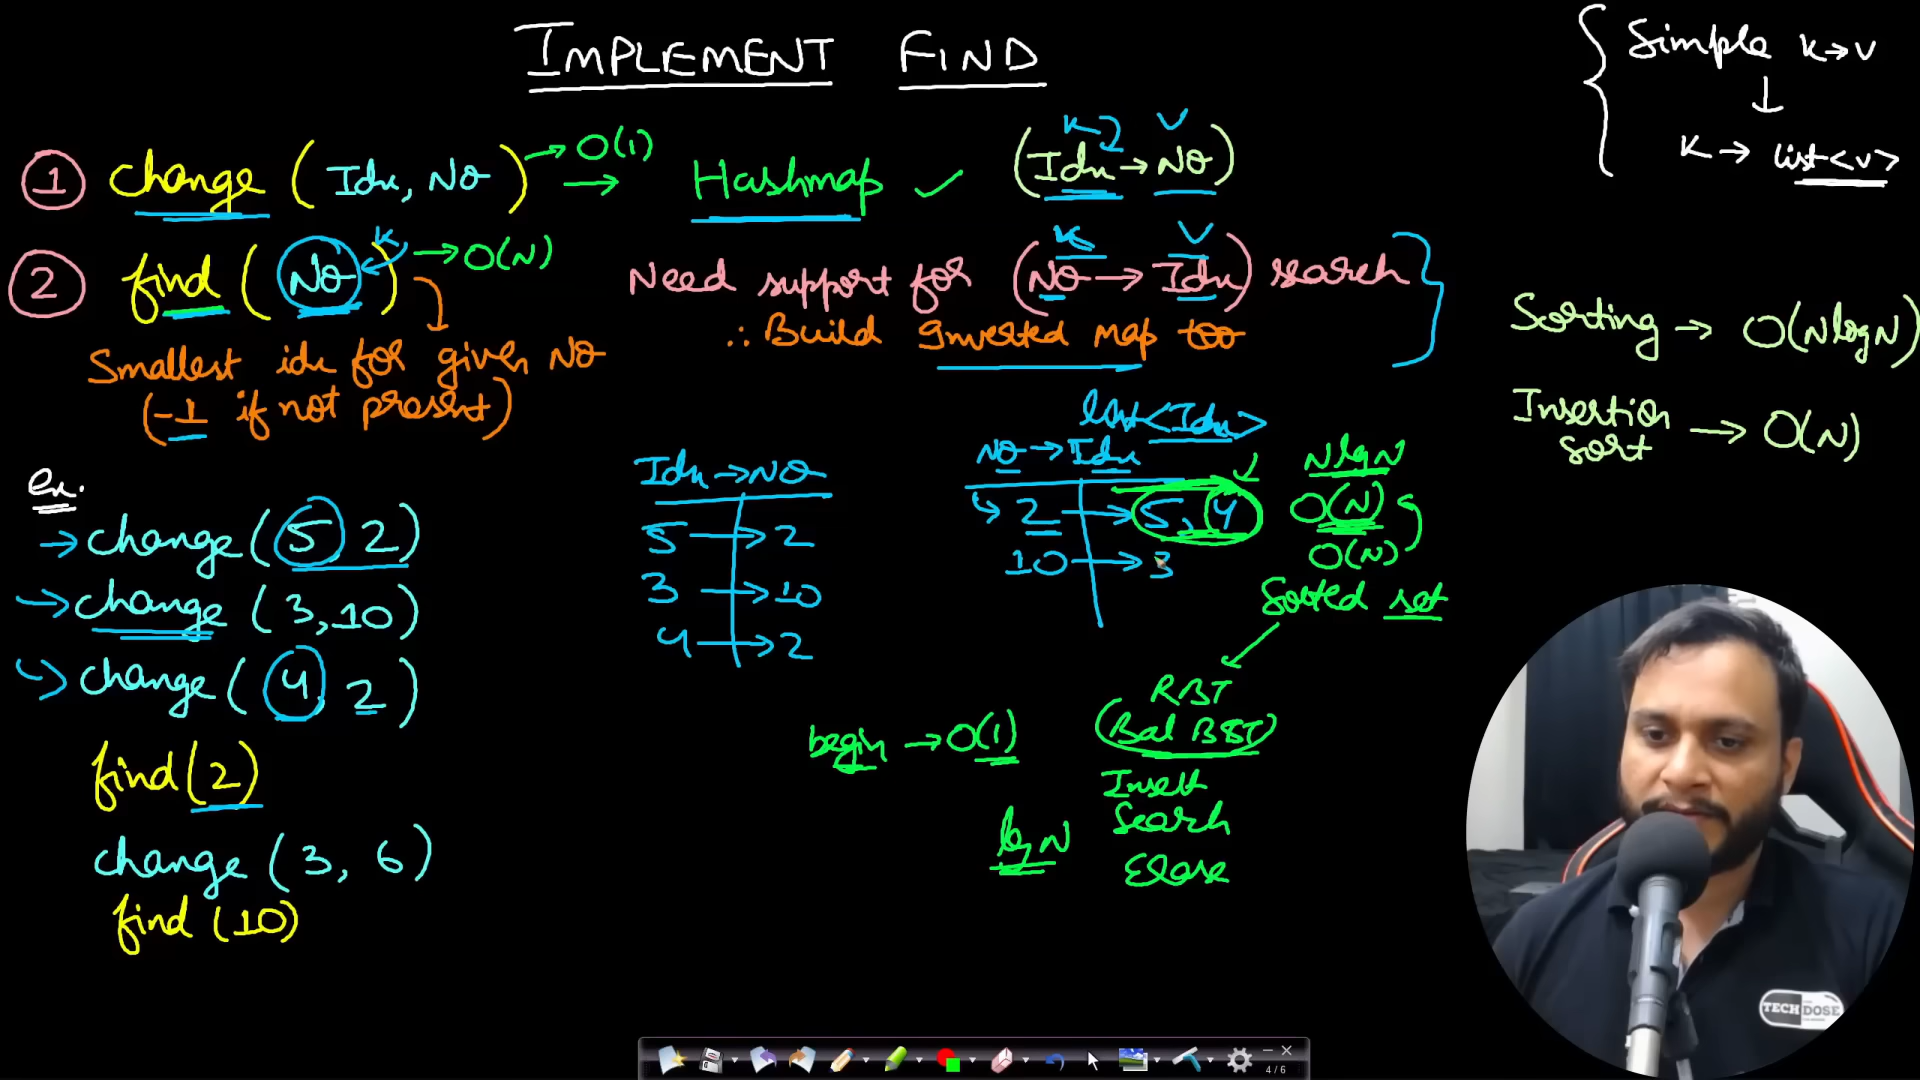 IMPLEMENT FIND
Simple K→V
↓
K → list<V>
① change (Idx, No) → O(1)
→ Hashmap ✓ (Idx → No)
K V
② find (No) → O(N)
K
Need support for (No → Idx) search
K V
∴ Build Inverted Map too
Smallest idx for given No
(-1 if not present)
Sorting → O(NlogN)
Insertion sort → O(N)
ex.
→ change (5, 2)
→ change (3, 10)
↳ change (4, 2)
find (2)
change (3, 6)
find (10)
Idx → No
5 → 2
3 → 10
4 → 2
list<Idx>
No → Idx
2 → 5, 4
10 → 3
NlogN
O(N)
O(N)
Sorted set
RBT
(Bal BST)
begin → O(1)
Insert
Search
Erase
logN
TECH DOSE
4/6